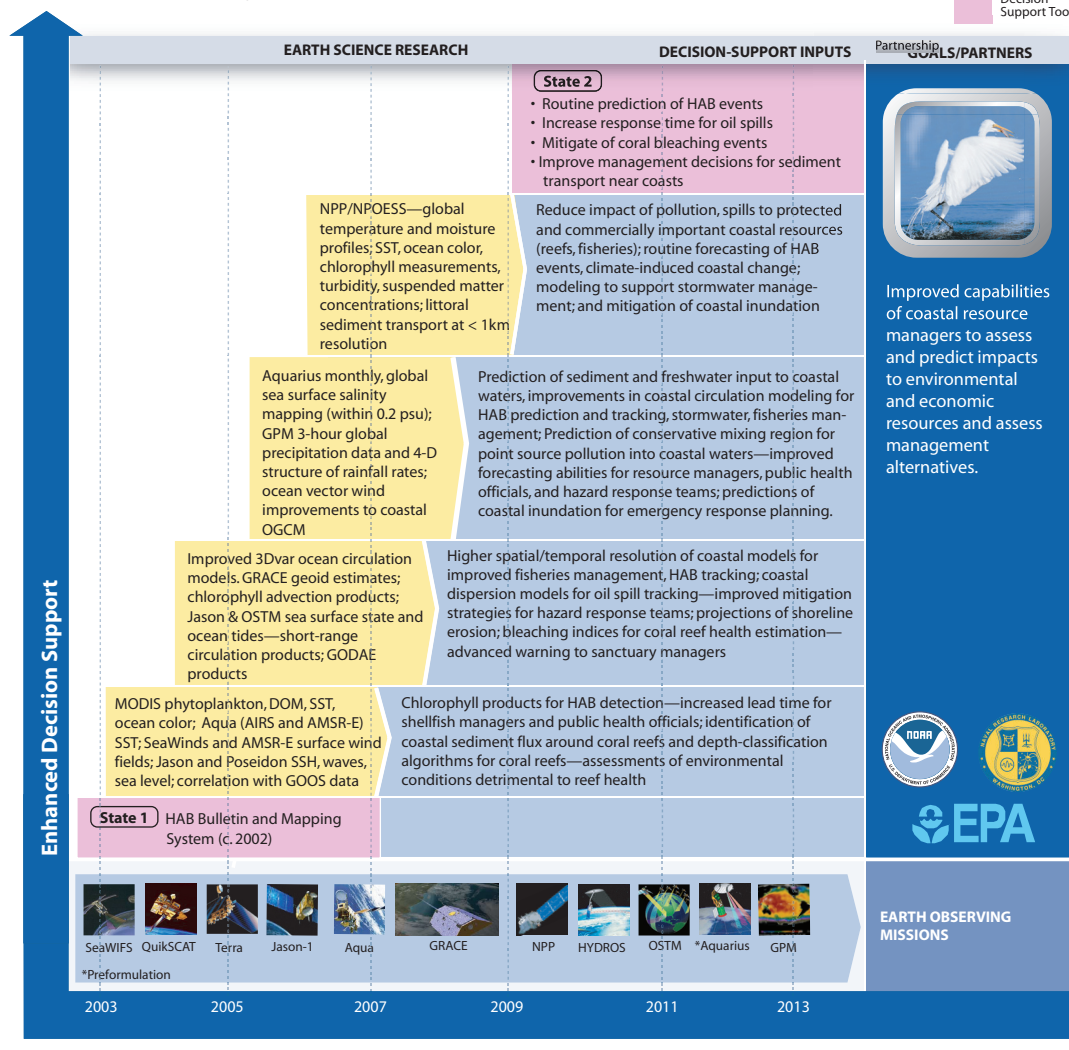 Decision
Support Too
EARTH SCIENCE RESEARCH
DECISION-SUPPORT INPUTS
Partnership
GOALS/PARTNERS
State 2
• Routine prediction of HAB events
• Increase response time for oil spills
• Mitigate of coral bleaching events
• Improve management decisions for sediment
transport near coasts
NPP/NPOESS—global
temperature and moisture
profiles; SST, ocean color,
chlorophyll measurements,
turbidity, suspended matter
concentrations; littoral
sediment transport at < 1km
resolution
Reduce impact of pollution, spills to protected
and commercially important coastal resources
(reefs, fisheries); routine forecasting of HAB
events, climate-induced coastal change;
modeling to support stormwater manage-
ment; and mitigation of coastal inundation
Improved capabilities
of coastal resource
managers to assess
and predict impacts
to environmental
and economic
resources and assess
management
alternatives.
Aquarius monthly, global
sea surface salinity
mapping (within 0.2 psu);
GPM 3-hour global
precipitation data and 4-D
structure of rainfall rates;
ocean vector wind
improvements to coastal
OGCM
Prediction of sediment and freshwater input to coastal
waters, improvements in coastal circulation modeling for
HAB prediction and tracking, stormwater, fisheries man-
agement; Prediction of conservative mixing region for
point source pollution into coastal waters—improved
forecasting abilities for resource managers, public health
officials, and hazard response teams; predictions of
coastal inundation for emergency response planning.
Improved 3Dvar ocean circulation
models. GRACE geoid estimates;
chlorophyll advection products;
Jason & OSTM sea surface state and
ocean tides—short-range
circulation products; GODAE
products
Higher spatial/temporal resolution of coastal models for
improved fisheries management, HAB tracking; coastal
dispersion models for oil spill tracking—improved mitigation
strategies for hazard response teams; projections of shoreline
erosion; bleaching indices for coral reef health estimation—
advanced warning to sanctuary managers
MODIS phytoplankton, DOM, SST,
ocean color; Aqua (AIRS and AMSR-E)
SST; SeaWinds and AMSR-E surface wind
fields; Jason and Poseidon SSH, waves,
sea level; correlation with GOOS data
Chlorophyll products for HAB detection—increased lead time for
shellfish managers and public health officials; identification of
coastal sediment flux around coral reefs and depth-classification
algorithms for coral reefs—assessments of environmental
conditions detrimental to reef health
NATIONAL OCEANIC AND ATMOSPHERIC ADMINISTRATION
NOAA
U.S. DEPARTMENT OF COMMERCE
NAVAL RESEARCH LABORATORY
WASHINGTON, DC
EPA
State 1
HAB Bulletin and Mapping
System (c. 2002)
Enhanced Decision Support
SeaWIFS
QuikSCAT
Terra
Jason-1
Aqua
GRACE
NPP
HYDROS
OSTM
*Aquarius
GPM
*Preformulation
EARTH OBSERVING
MISSIONS
2003
2005
2007
2009
2011
2013